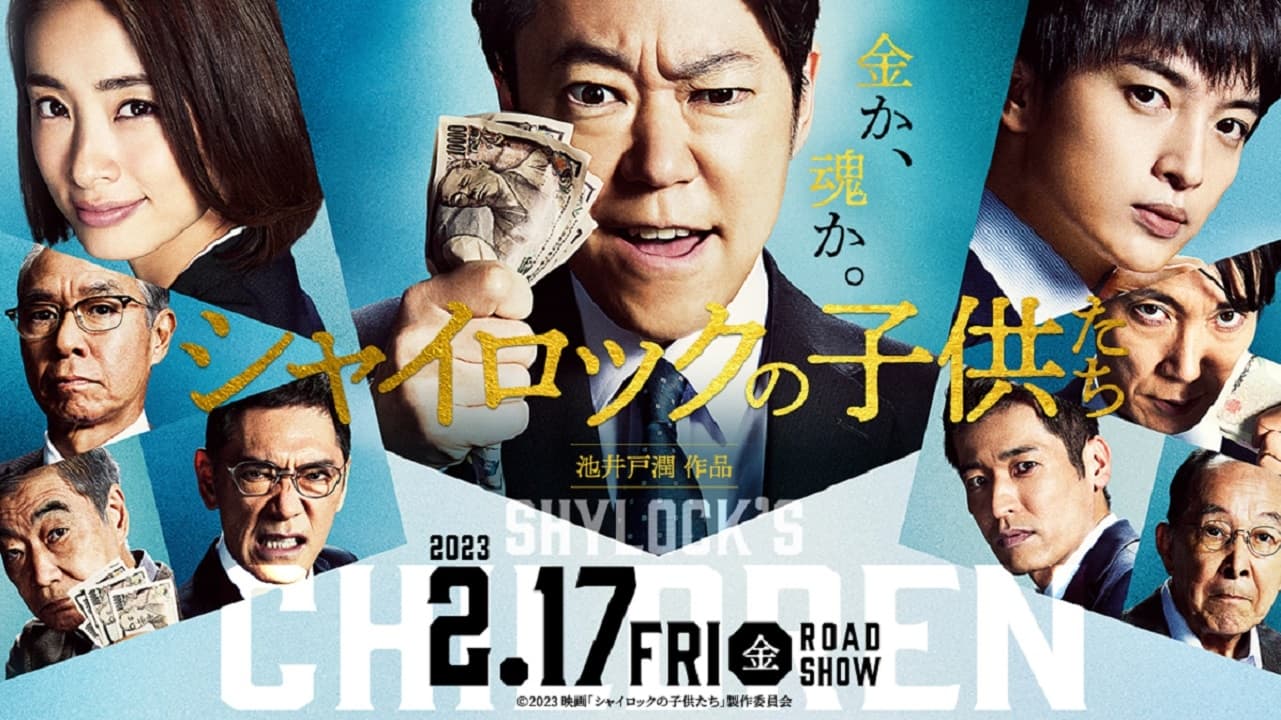 金か、
魂か。
シャイロックの子供たち
池井戸潤 作品
SHYLOCK'S
CHILDREN
2023
2.17 FRI 金 ROAD SHOW
©2023 映画「シャイロックの子供たち」製作委員会
10000